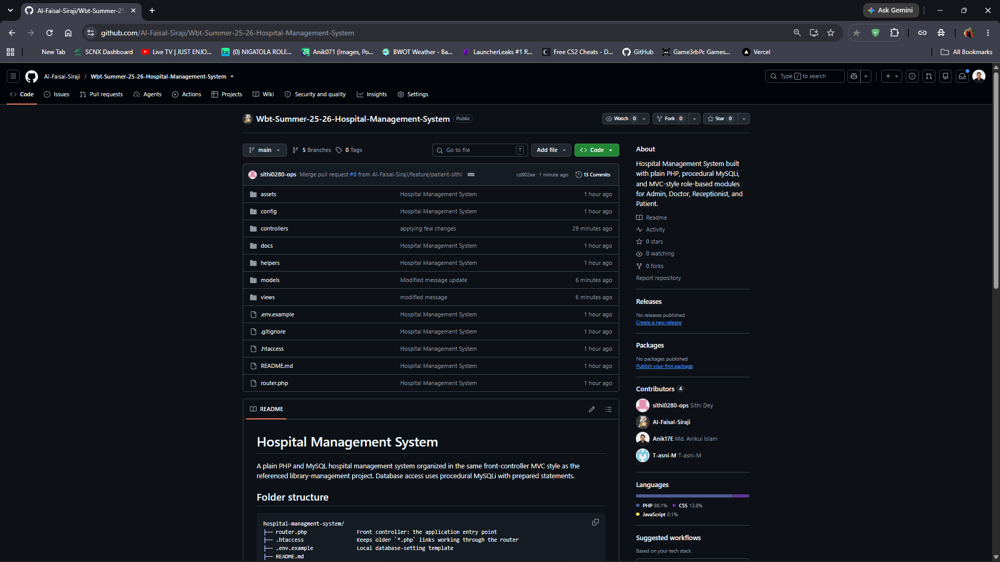 Al-Faisal-Siraji/Wbt-Summer-25
Ask Gemini
github.com/Al-Faisal-Siraji/Wbt-Summer-25-26-Hospital-Management-System
New Tab
SCNX Dashboard
Live TV | JUST ENJO...
(0) NIGATOLA ROLE...
Anik071 (Images, Po...
BWOT Weather - Ba...
LauncherLeaks #1 R...
Free CS2 Cheats - D...
GitHub
Game3rbPc Games...
Vercel
All Bookmarks
Al-Faisal-Siraji / Wbt-Summer-25-26-Hospital-Management-System
Type / to search
Code
Issues
Pull requests
Agents
Actions
Projects
Wiki
Security and quality
Insights
Settings
Wbt-Summer-25-26-Hospital-Management-System Public
Watch 0
Fork 0
Star 0
main
5 Branches
0 Tags
Go to file T
Add file
Code
sithi0280-ops Merge pull request #8 from Al-Faisal-Siraji/feature/patient-sithi cd902ee · 1 minute ago 13 Commits
assets Hospital Management System 1 hour ago
config Hospital Management System 1 hour ago
controllers applying few changes 29 minutes ago
docs Hospital Management System 1 hour ago
helpers Hospital Management System 1 hour ago
models Modified message update 6 minutes ago
views modified message 6 minutes ago
.env.example Hospital Management System 1 hour ago
.gitignore Hospital Management System 1 hour ago
.htaccess Hospital Management System 1 hour ago
README.md Hospital Management System 1 hour ago
router.php Hospital Management System 1 hour ago
README
Hospital Management System
A plain PHP and MySQL hospital management system organized in the same front-controller MVC style as the
referenced library-management project. Database access uses procedural MySQLi with prepared statements.
Folder structure
hospital-managment-system/
├── router.php Front controller: the application entry point
├── .htaccess Keeps older `*.php` links working through the router
├── .env.example Local database-setting template
├── README.md
About
Hospital Management System built
with plain PHP, procedural MySQLi,
and MVC-style role-based modules
for Admin, Doctor, Receptionist, and
Patient.
Readme
Activity
0 stars
0 watching
0 forks
Report repository
Releases
No releases published
Create a new release
Packages
No packages published
Publish your first package
Contributors 4
sithi0280-ops Sithi Dey
Al-Faisal-Siraji
Anik17E Md. Anikul Islam
T-asni-M T-asni-M
Languages
PHP 86.1% CSS 13.8%
JavaScript 0.1%
Suggested workflows
Based on your tech stack